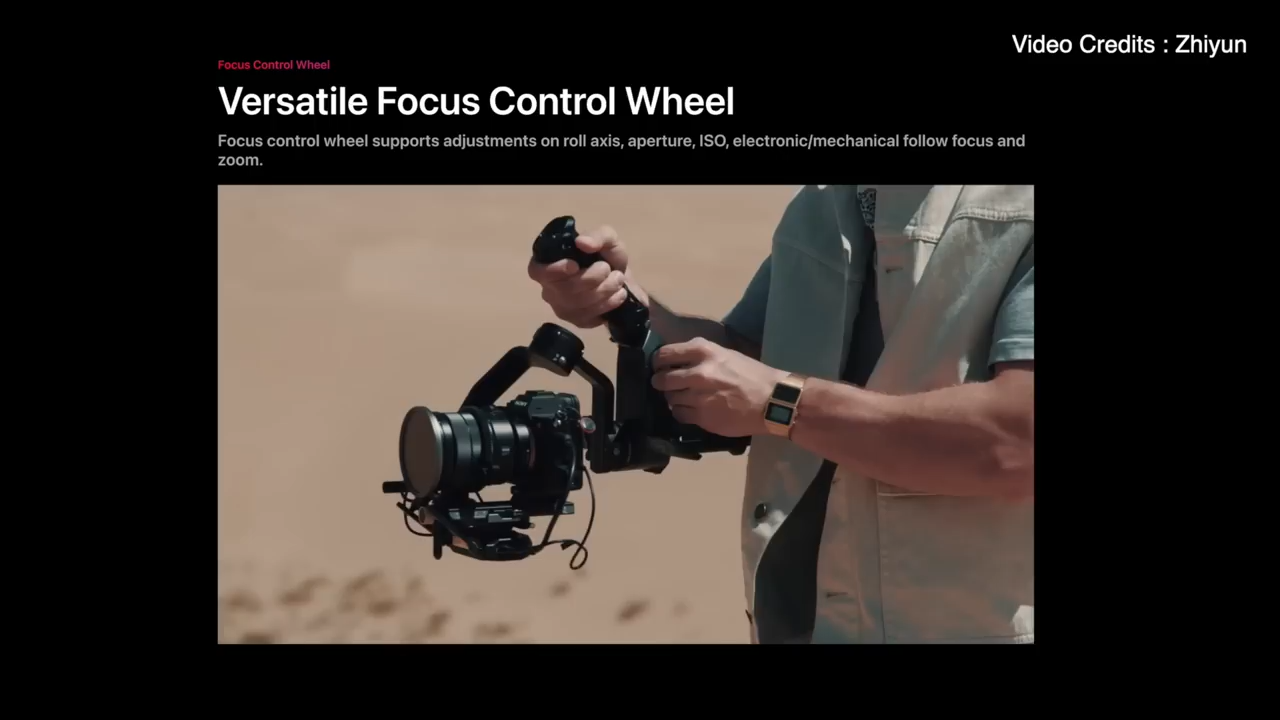 Video Credits : Zhiyun
Focus Control Wheel
Versatile Focus Control Wheel
Focus control wheel supports adjustments on roll axis, aperture, ISO, electronic/mechanical follow focus and
zoom.